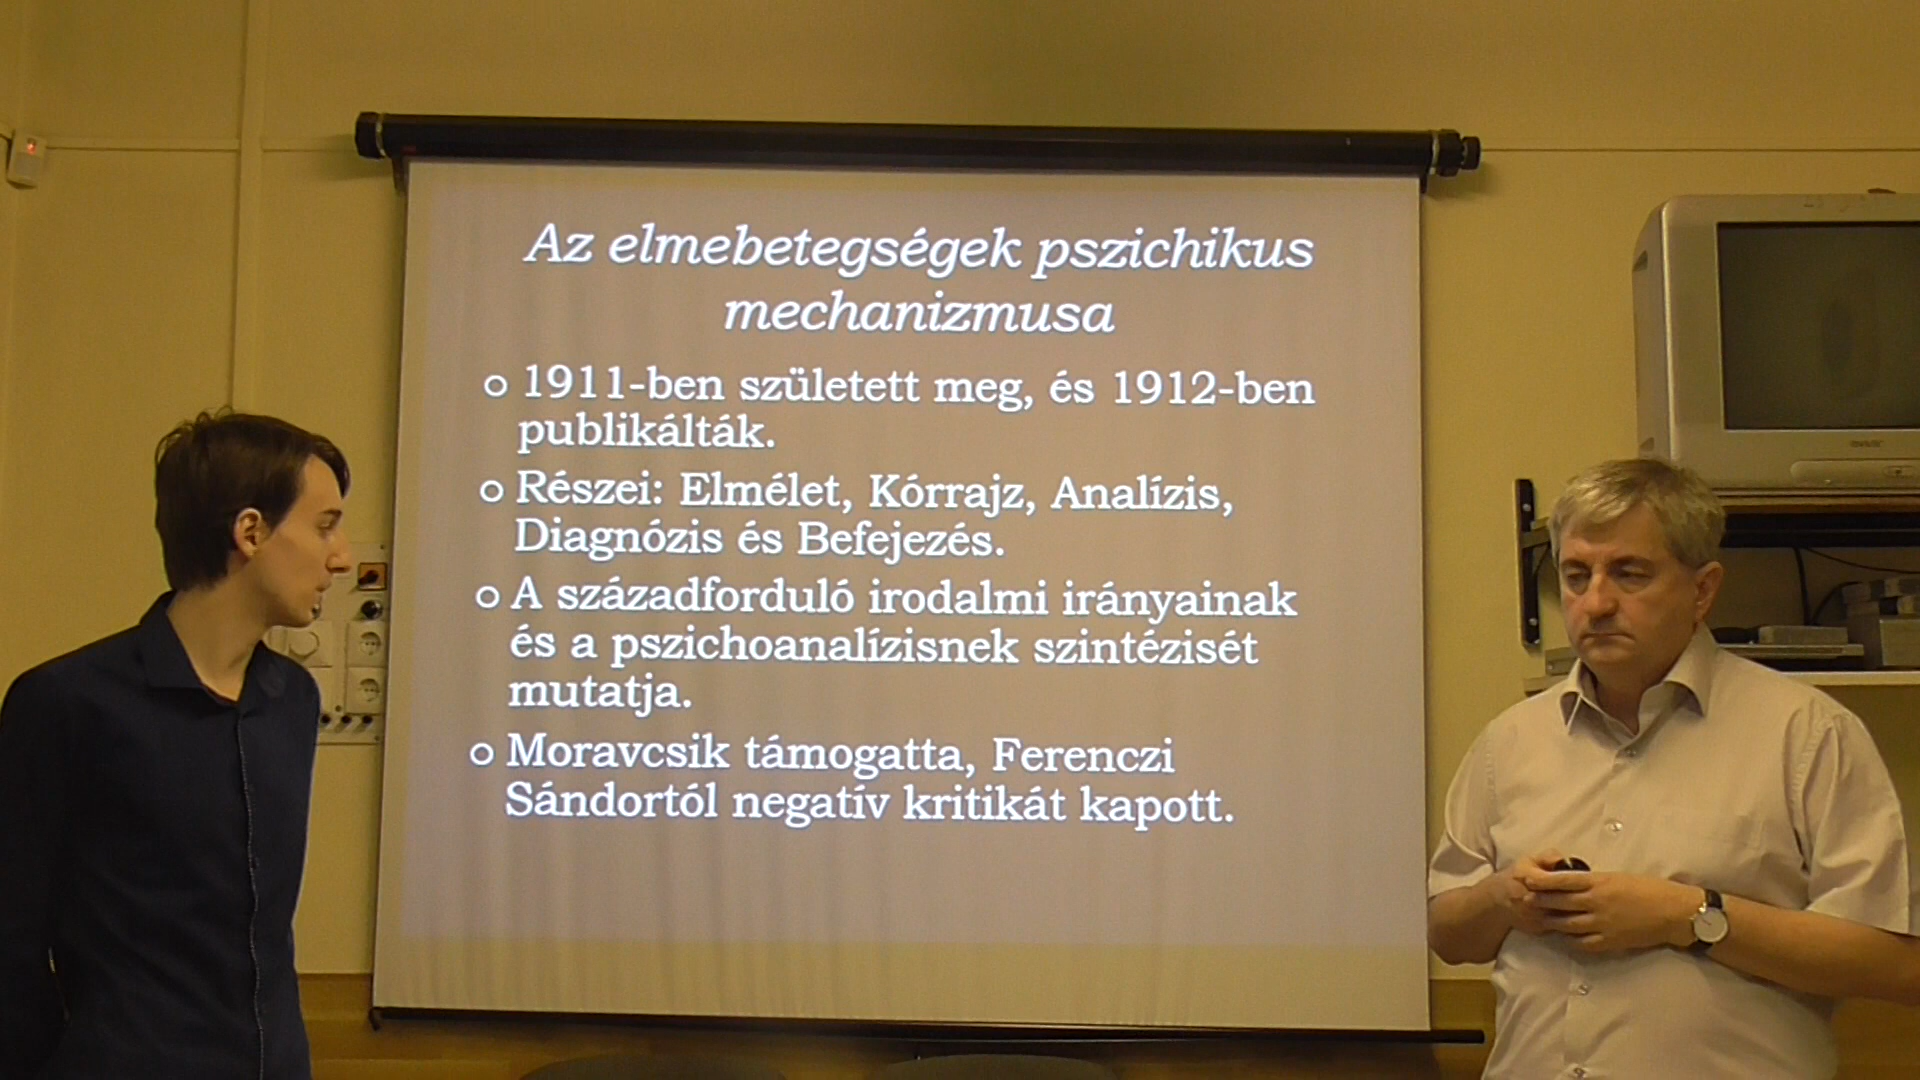 Az elmebetegségek pszichikus
mechanizmusa
1911-ben született meg, és 1912-ben
publikálták.
Részei: Elmélet, Kórrajz, Analízis,
Diagnózis és Befejezés.
A századforduló irodalmi irányainak
és a pszichoanalízisnek szintézisét
mutatja.
Moravcsik támogatta, Ferenczi
Sándortól negatív kritikát kapott.